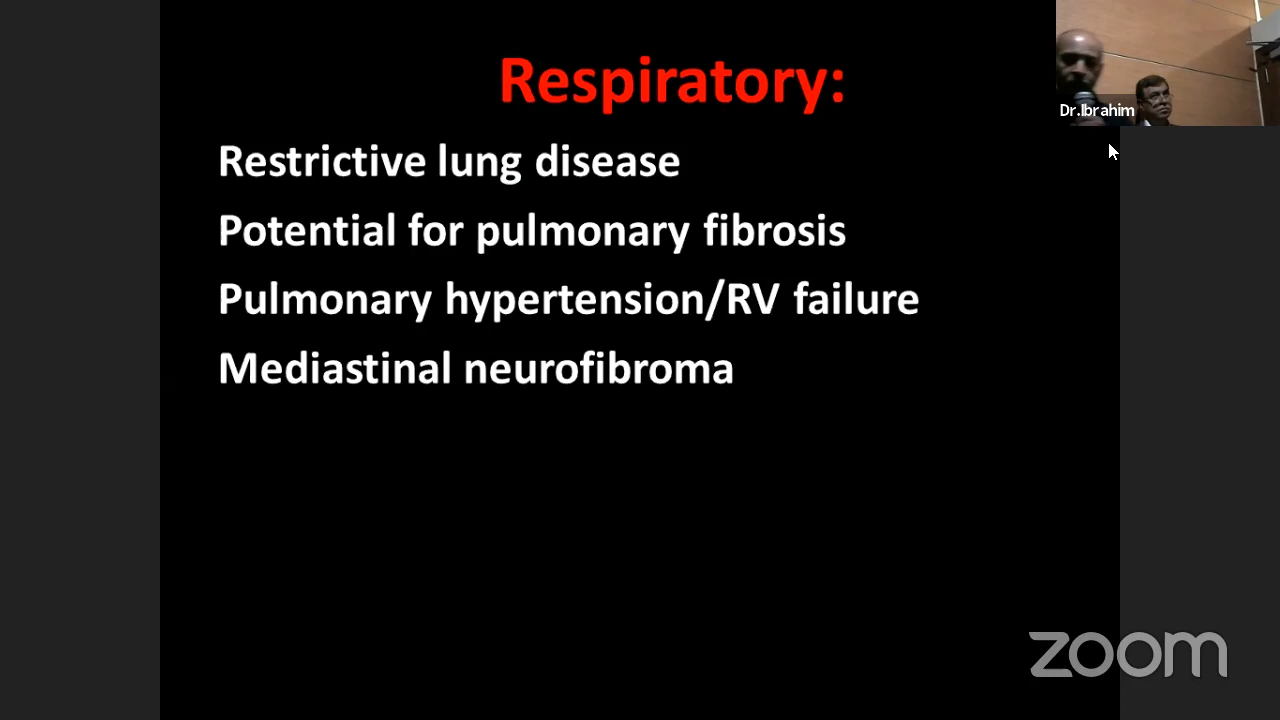 Respiratory:
Restrictive lung disease
Potential for pulmonary fibrosis
Pulmonary hypertension/RV failure
Mediastinal neurofibroma
Dr.Ibrahim
zoom